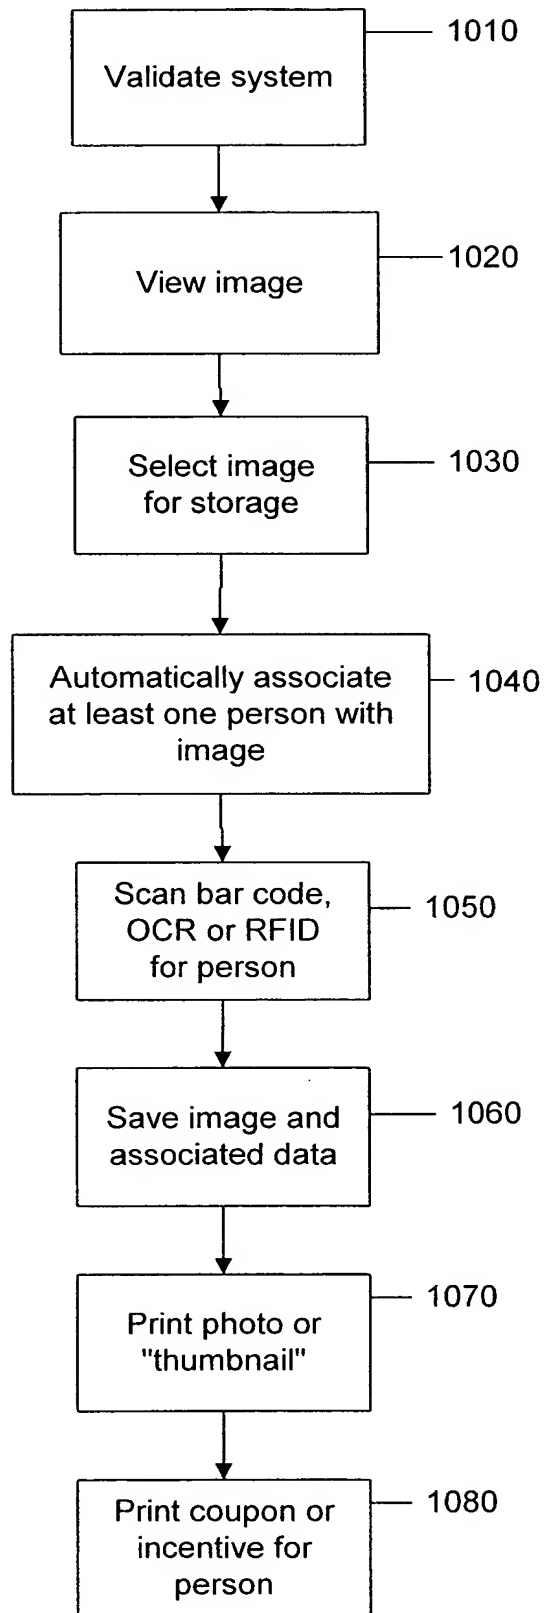 1010
Validate system
1020
View image
1030
Select image
for storage
1040
Automatically associate
at least one person with
image
1050
Scan bar code,
OCR or RFID
for person
1060
Save image and
associated data
1070
Print photo or
"thumbnail"
1080
Print coupon or
incentive for
person